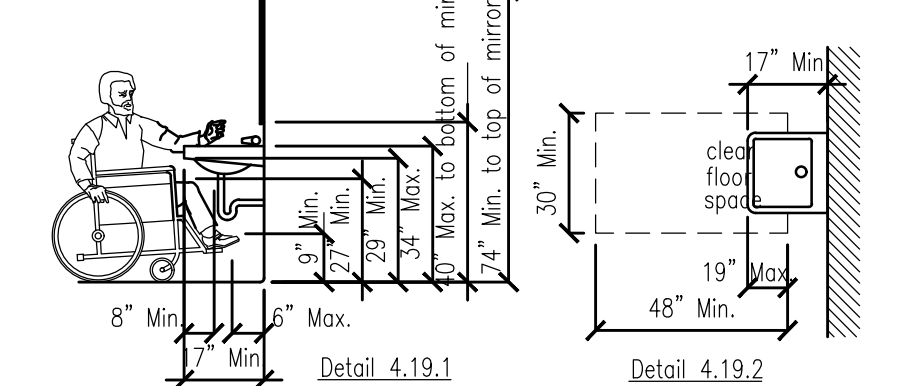 9” Min.
27” Min.
29” Min.
34” Max.
40” Max. to bottom of mir
74” Min. to top of mirror
8” Min.
6” Max.
17” Min
Detail 4.19.1
17” Min
30” Min.
clear
floor
space
19” Max.
48” Min.
Detail 4.19.2